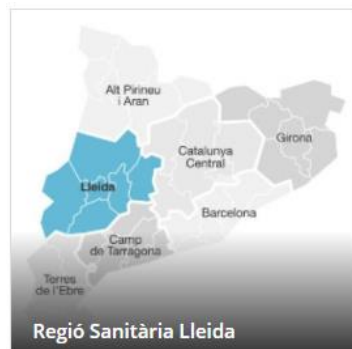 Alt Pirineu
i Aran
Girona
Catalunya
Central
Lleida
Barcelona
Camp
de Tarragona
Terres
de l'Ebre
Regió Sanitària Lleida